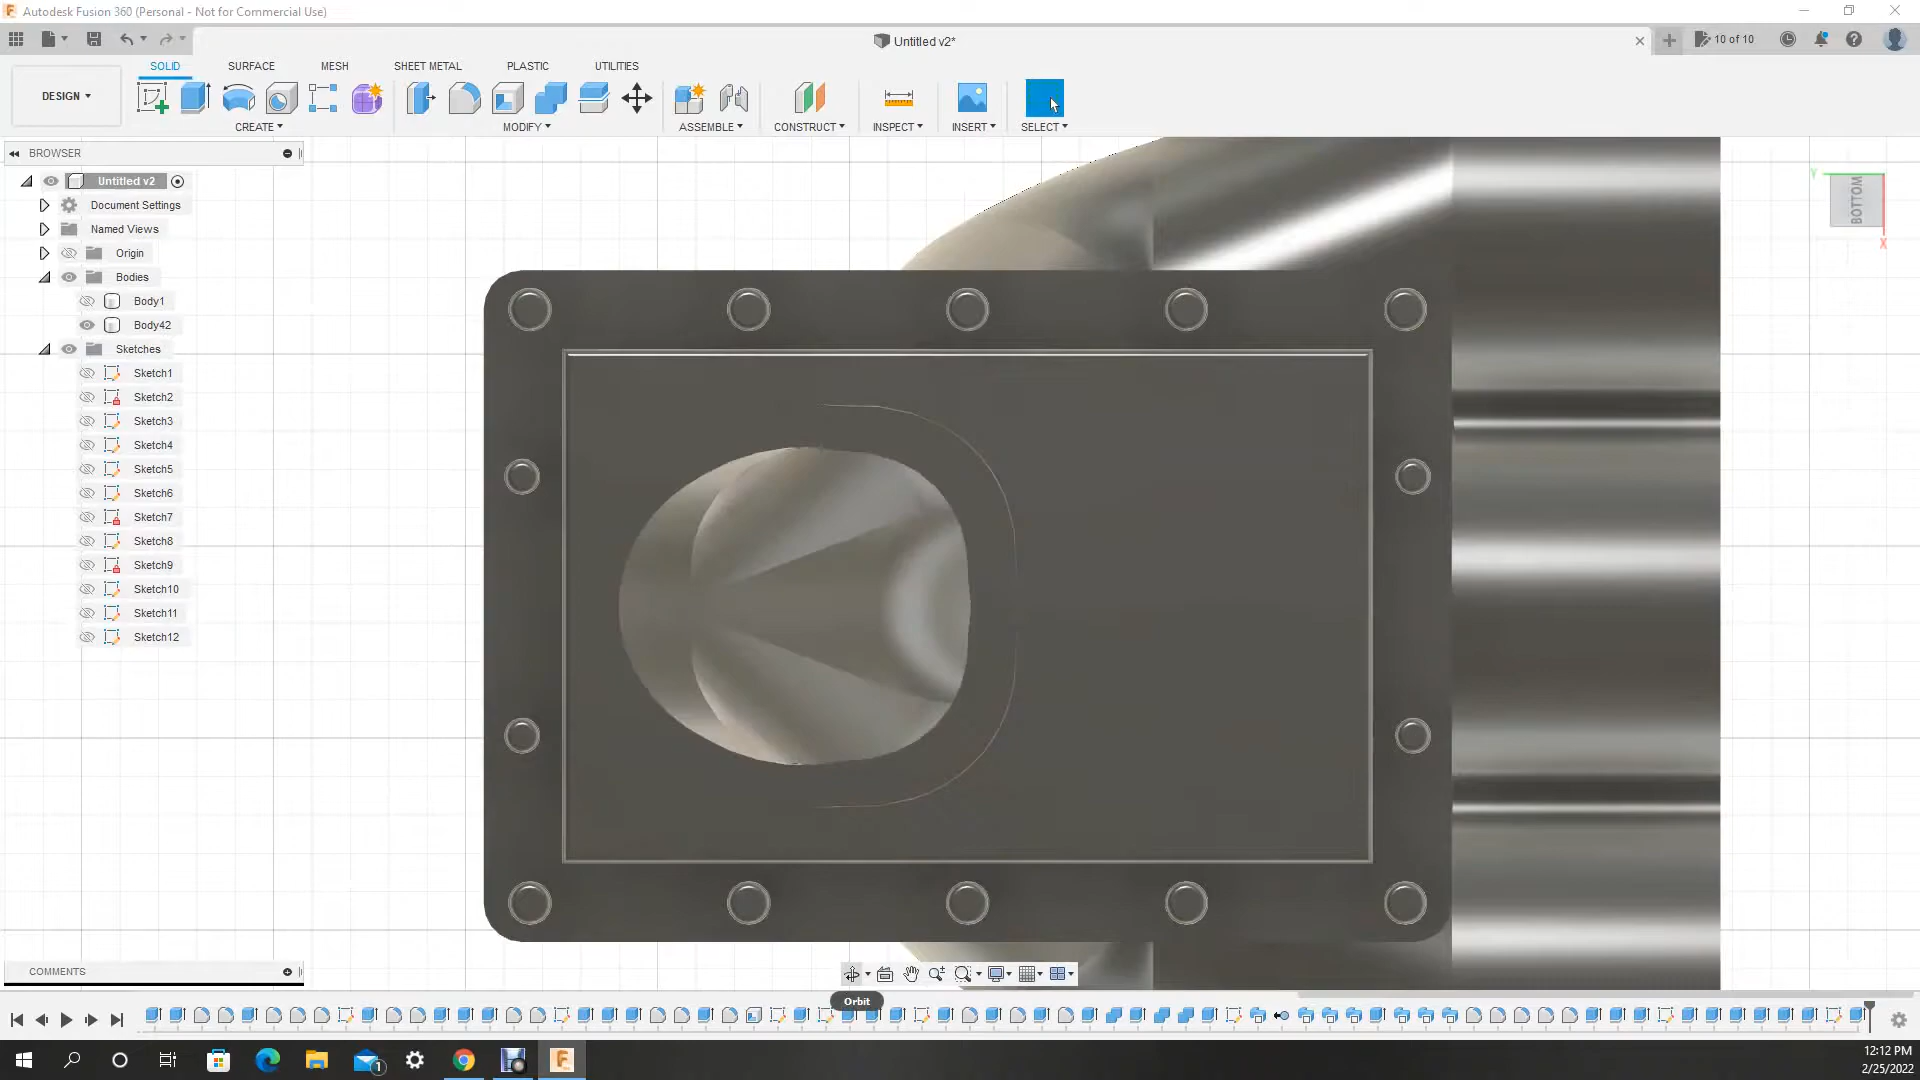 Autodesk Fusion 360 (Personal - Not for Commercial Use)
Untitled v2*
10 of 10
SOLID
SURFACE
MESH
SHEET METAL
PLASTIC
UTILITIES
DESIGN
CREATE
MODIFY
ASSEMBLE
CONSTRUCT
INSPECT
INSERT
SELECT
BROWSER
Untitled v2
Document Settings
Named Views
Origin
Bodies
Body1
Body42
Sketches
Sketch1
Sketch2
Sketch3
Sketch4
Sketch5
Sketch6
Sketch7
Sketch8
Sketch9
Sketch10
Sketch11
Sketch12
Y
BOTTOM
X
COMMENTS
Orbit
1
12:12 PM
2/25/2022